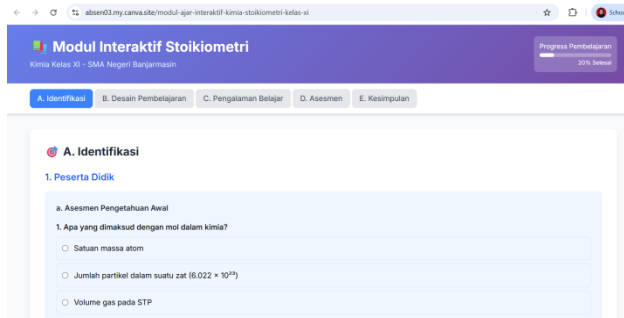 absen03.my.canva.site/modul-ajar-interaktif-kimia-stoikiometri-kelas-xi
Modul Interaktif Stoikiometri
Kimia Kelas XI - SMA Negeri Banjarmasin
Progress Pembelajaran
20% Selesai
A. Identifikasi B. Desain Pembelajaran C. Pengalaman Belajar D. Asesmen E. Kesimpulan
A. Identifikasi
1. Peserta Didik
a. Asesmen Pengetahuan Awal
1. Apa yang dimaksud dengan mol dalam kimia?
Satuan massa atom
Jumlah partikel dalam suatu zat (6.022 × 10²³)
Volume gas pada STP